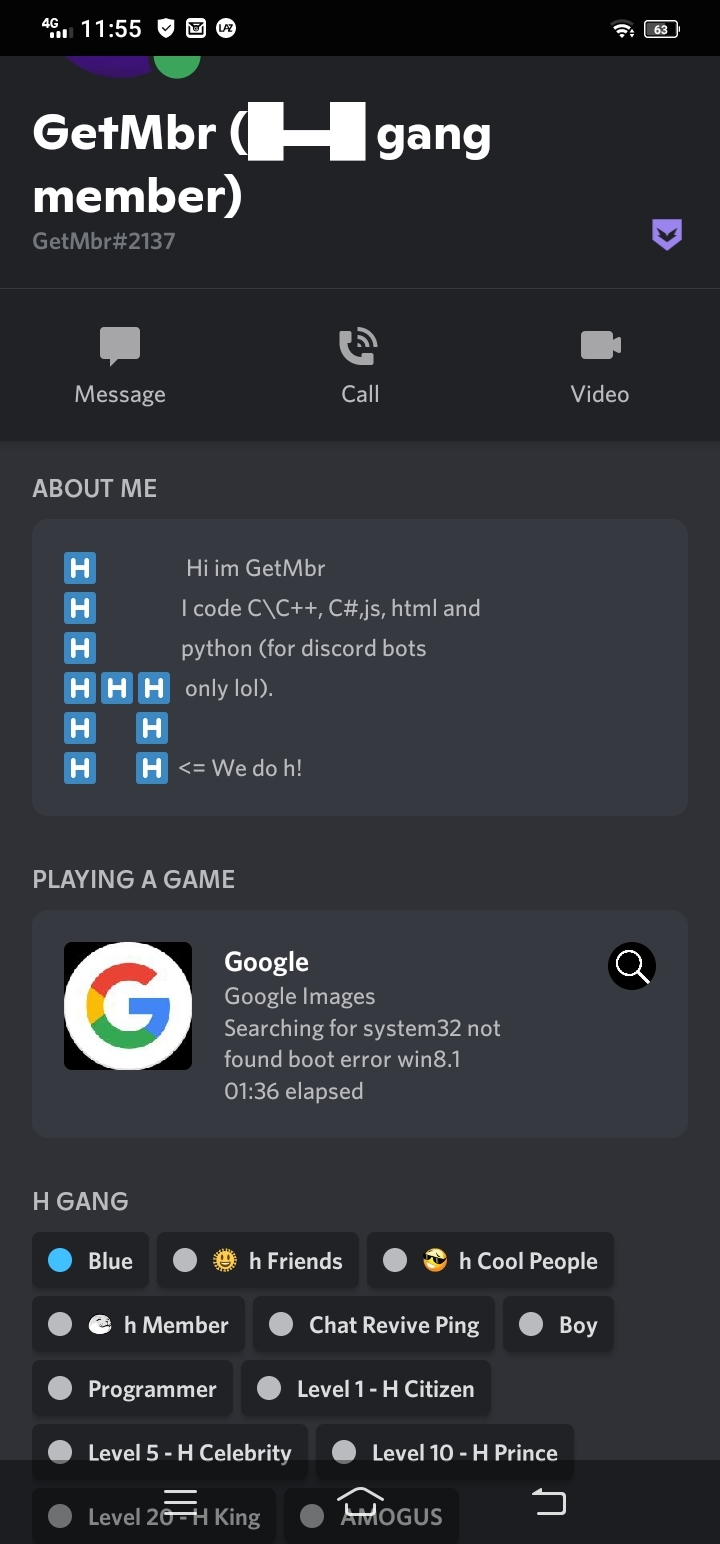 4G 11:55 LAZ 63
GetMbr (H gang
member)
GetMbr#2137
Message Call Video
ABOUT ME
H Hi im GetMbr
H I code C\C++, C#,js, html and
H python (for discord bots
H H H only lol).
H H
H H <= We do h!
PLAYING A GAME
Google
Google Images
Searching for system32 not
found boot error win8.1
01:36 elapsed
H GANG
Blue h Friends h Cool People
h Member Chat Revive Ping Boy
Programmer Level 1 - H Citizen
Level 5 - H Celebrity Level 10 - H Prince
Level 20 - H King AMOGUS